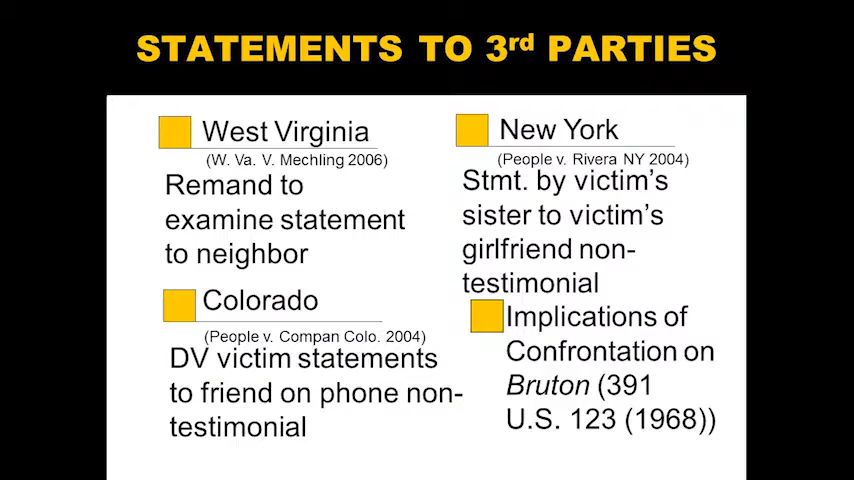 STATEMENTS TO 3rd PARTIES
West Virginia
(W. Va. V. Mechling 2006)
Remand to
examine statement
to neighbor
Colorado
(People v. Compan Colo. 2004)
DV victim statements
to friend on phone non-
testimonial
New York
(People v. Rivera NY 2004)
Stmt. by victim’s
sister to victim’s
girlfriend non-
testimonial
Implications of
Confrontation on
Bruton (391
U.S. 123 (1968))